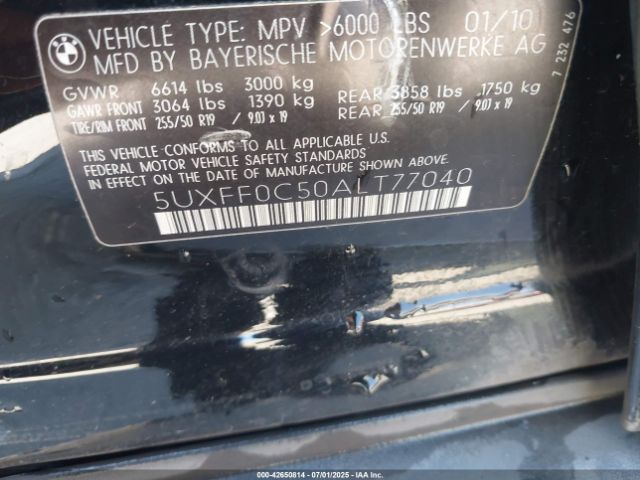 BMW
VEHICLE TYPE: MPV >6000 LBS 01/10
MFD BY BAYERISCHE MOTORENWERKE AG
7 232 476
GVWR 6614 lbs 3000 kg
GAWR FRONT 3064 lbs 1390 kg REAR 3858 lbs 1750 kg
TIRE/RIM FRONT 255/50 R19 // 9.0J x 19 REAR 255/50 R19 // 9.0J x 19
THIS VEHICLE CONFORMS TO ALL APPLICABLE U.S.
FEDERAL MOTOR VEHICLE SAFETY STANDARDS
IN EFFECT ON THE DATE OF MANUFACTURE SHOWN ABOVE.
5UXFF0C50ALT77040
000-42650814 - 07/01/2025 - IAAI.COM